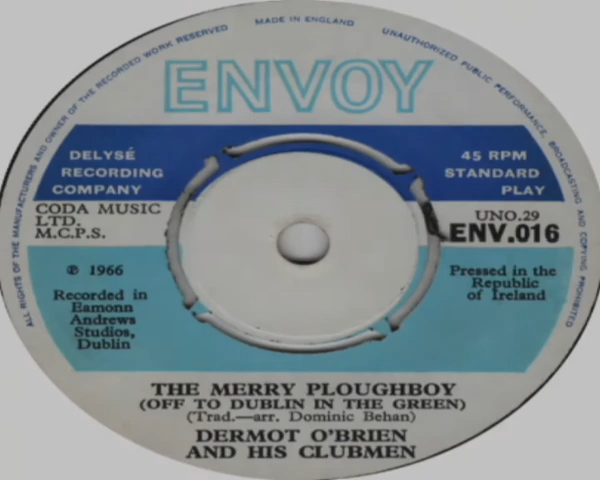 ALL RIGHTS OF THE MANUFACTURERS AND OWNER OF THE RECORDED WORK RESERVED
MADE IN ENGLAND
UNAUTHORIZED PUBLIC PERFORMANCE, BROADCASTING AND COPYING PROHIBITED
ENVOY
DELYSÉ
RECORDING
COMPANY
45 RPM
STANDARD
PLAY
CODA MUSIC
LTD.
M.C.P.S.
UNO.29
ENV.016
℗ 1966
Recorded in
Eamonn
Andrews
Studios,
Dublin
Pressed in the
Republic
of Ireland
THE MERRY PLOUGHBOY
(OFF TO DUBLIN IN THE GREEN)
(Trad.—arr. Dominic Behan)
DERMOT O'BRIEN
AND HIS CLUBMEN